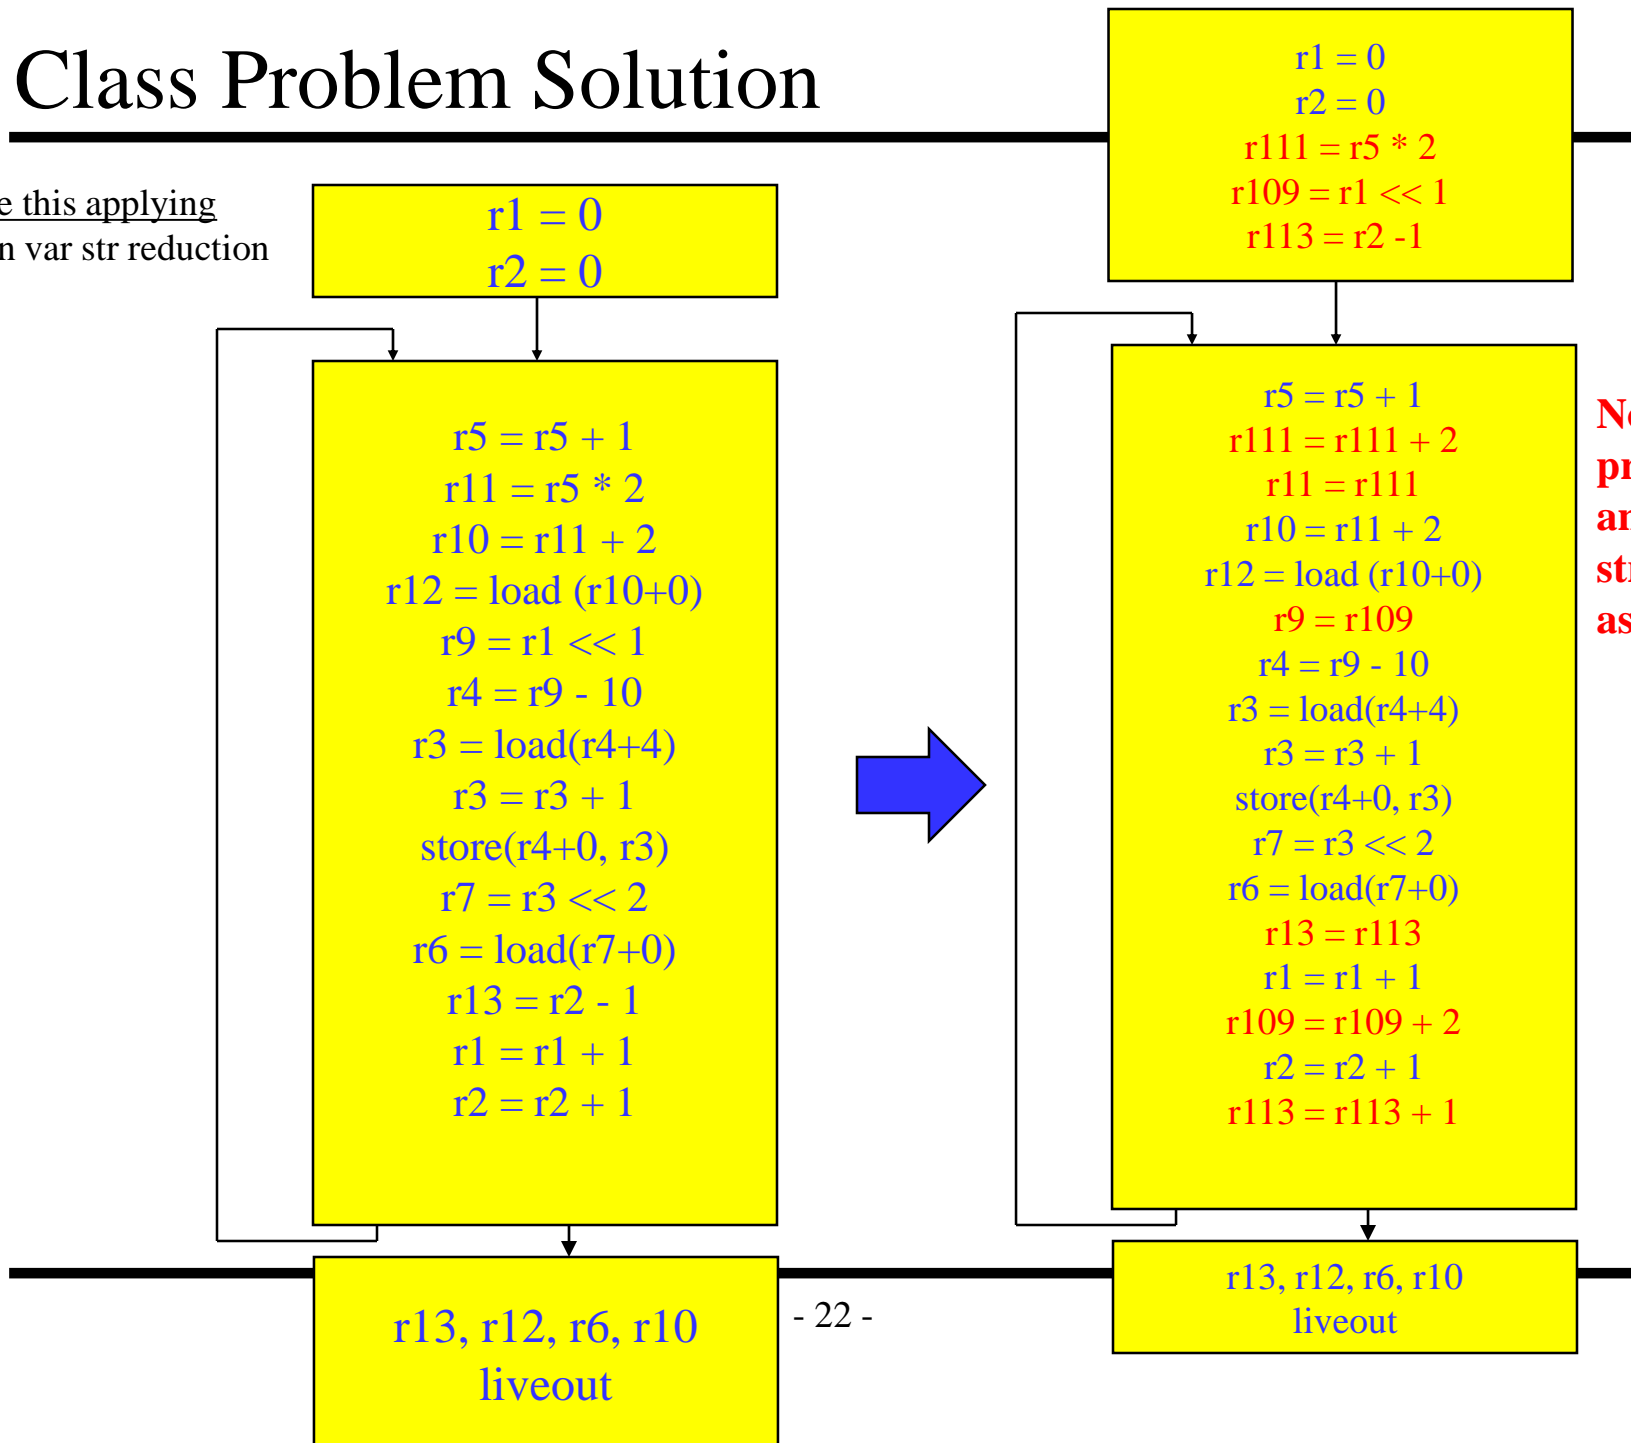 Class Problem Solution
this applying
var str reduction
r1 = 0
r2 = 0
r5 = r5 + 1
r11 = r5 * 2
r10 = r11 + 2
r12 = load (r10+0)
r9 = r1 << 1
r4 = r9 - 10
r3 = load(r4+4)
r3 = r3 + 1
store(r4+0, r3)
r7 = r3 << 2
r6 = load(r7+0)
r13 = r2 - 1
r1 = r1 + 1
r2 = r2 + 1
r13, r12, r6, r10
liveout
r1 = 0
r2 = 0
r111 = r5 * 2
r109 = r1 << 1
r113 = r2 -1
r5 = r5 + 1
r111 = r111 + 2
r11 = r111
r10 = r11 + 2
r12 = load (r10+0)
r9 = r109
r4 = r9 - 10
r3 = load(r4+4)
r3 = r3 + 1
store(r4+0, r3)
r7 = r3 << 2
r6 = load(r7+0)
r13 = r113
r1 = r1 + 1
r109 = r109 + 2
r2 = r2 + 1
r113 = r113 + 1
r13, r12, r6, r10
liveout
- 22 -